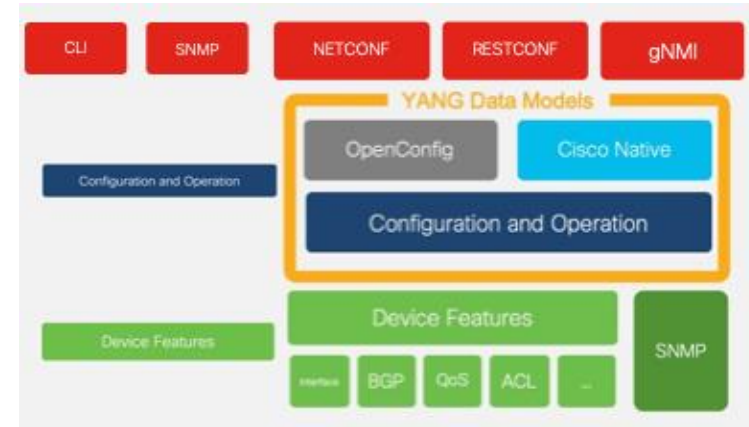 CLI
SNMP
NETCONF
RESTCONF
gNMI
YANG Data Models
OpenConfig
Cisco Native
Configuration and Operation
Configuration and Operation
Device Features
Device Features
SNMP
Interface
BGP
QoS
ACL
...